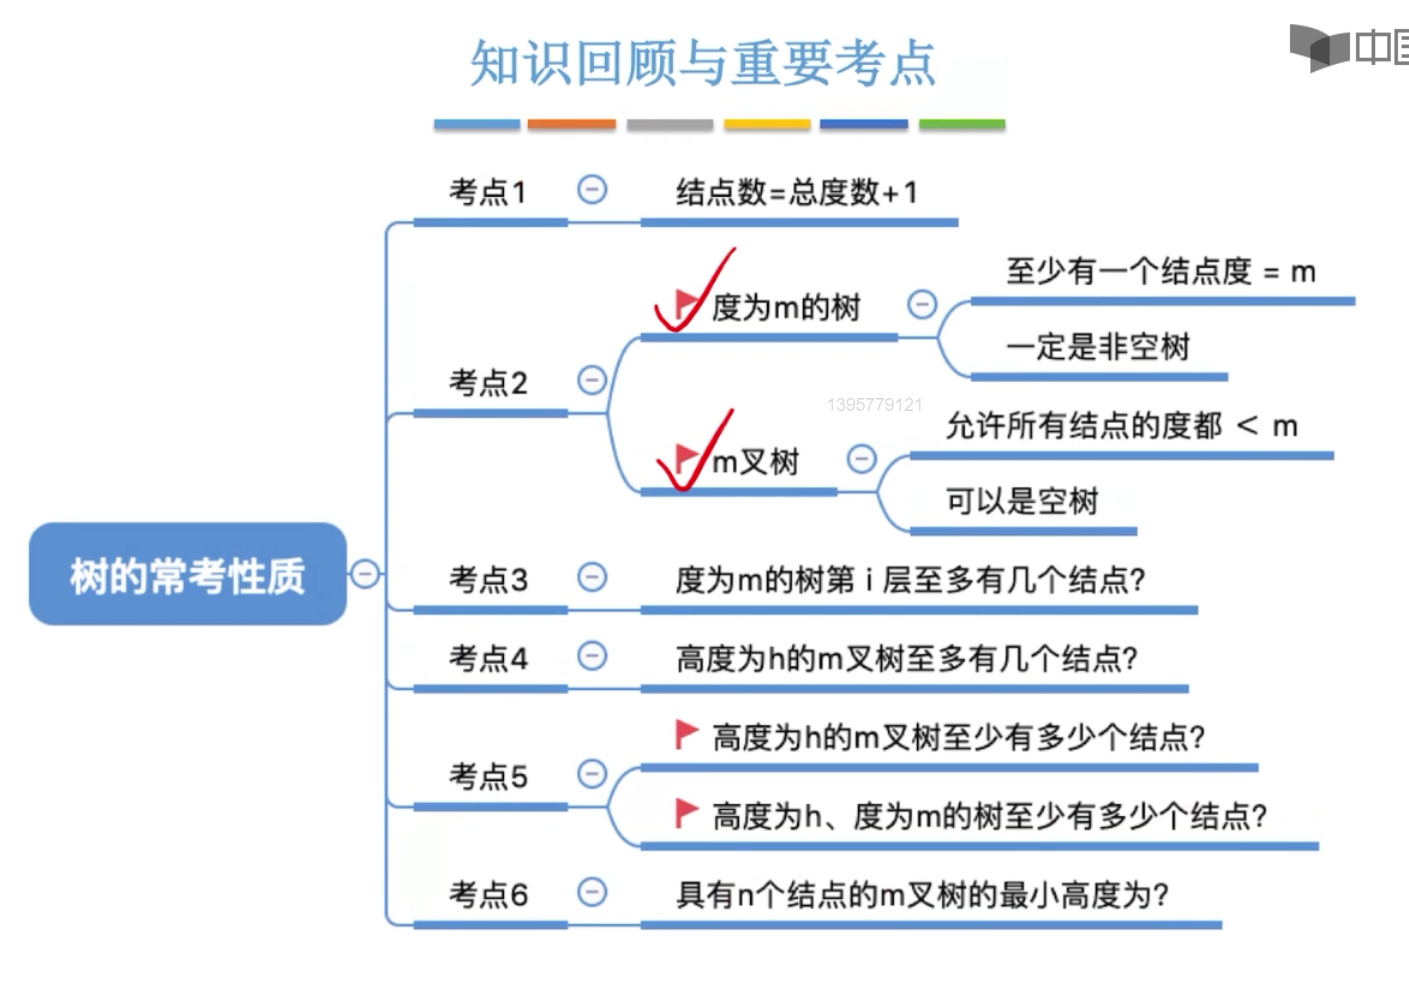 知识回顾与重要考点
中国
考点1
结点数=总度数+1
至少有一个结点度 = m
度为m的树
一定是非空树
考点2
1395779121
允许所有结点的度都 < m
m叉树
可以是空树
树的常考性质
考点3
度为m的树第 i 层至多有几个结点?
考点4
高度为h的m叉树至多有几个结点?
高度为h的m叉树至少有多少个结点?
考点5
高度为h、度为m的树至少有多少个结点?
考点6
具有n个结点的m叉树的最小高度为?